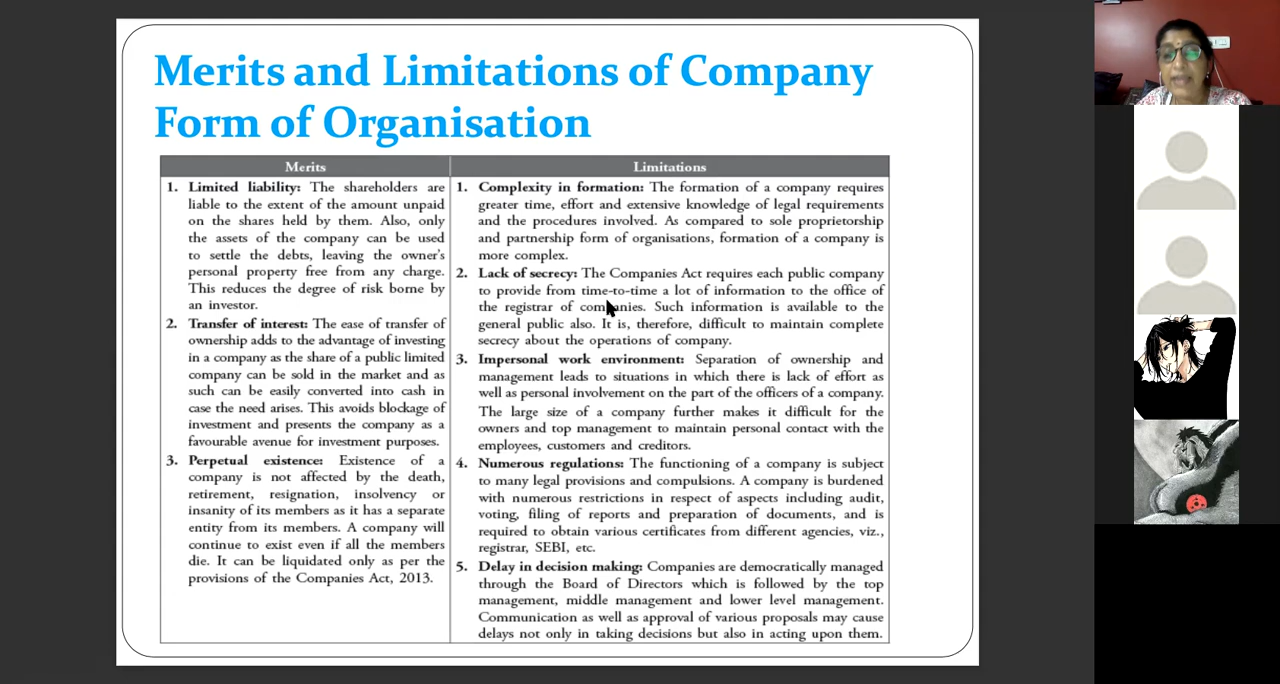 Merits and Limitations of Company
Form of Organisation
Merits
1. Limited liability: The shareholders are
liable to the extent of the amount unpaid
on the shares held by them. Also, only
the assets of the company can be used
to settle the debts, leaving the owner's
personal property free from any charge.
This reduces the degree of risk borne by
an investor.
2. Transfer of interest: The ease of transfer of
ownership adds to the advantage of investing
in a company as the share of a public limited
company can be sold in the market and as
such can be easily converted into cash in
case the need arises. This avoids blockage of
investment and presents the company as a
favourable avenue for investment purposes.
3. Perpetual existence: Existence of a
company is not affected by the death,
retirement, resignation, insolvency or
insanity of its members as it has a separate
entity from its members. A company will
continue to exist even if all the members
die. It can be liquidated only as per the
provisions of the Companies Act, 2013.
Limitations
1. Complexity in formation: The formation of a company requires
greater time, effort and extensive knowledge of legal requirements
and the procedures involved. As compared to sole proprietorship
and partnership form of organisations, formation of a company is
more complex.
2. Lack of secrecy: The Companies Act requires each public company
to provide from time-to-time a lot of information to the office of
the registrar of companies. Such information is available to the
general public also. It is, therefore, difficult to maintain complete
secrecy about the operations of company.
3. Impersonal work environment: Separation of ownership and
management leads to situations in which there is lack of effort as
well as personal involvement on the part of the officers of a company.
The large size of a company further makes it difficult for the
owners and top management to maintain personal contact with the
employees, customers and creditors.
4. Numerous regulations: The functioning of a company is subject
to many legal provisions and compulsions. A company is burdened
with numerous restrictions in respect of aspects including audit,
voting, filing of reports and preparation of documents, and is
required to obtain various certificates from different agencies, viz.,
registrar, SEBI, etc.
5. Delay in decision making: Companies are democratically managed
through the Board of Directors which is followed by the top
management, middle management and lower level management.
Communication as well as approval of various proposals may cause
delays not only in taking decisions but also in acting upon them.